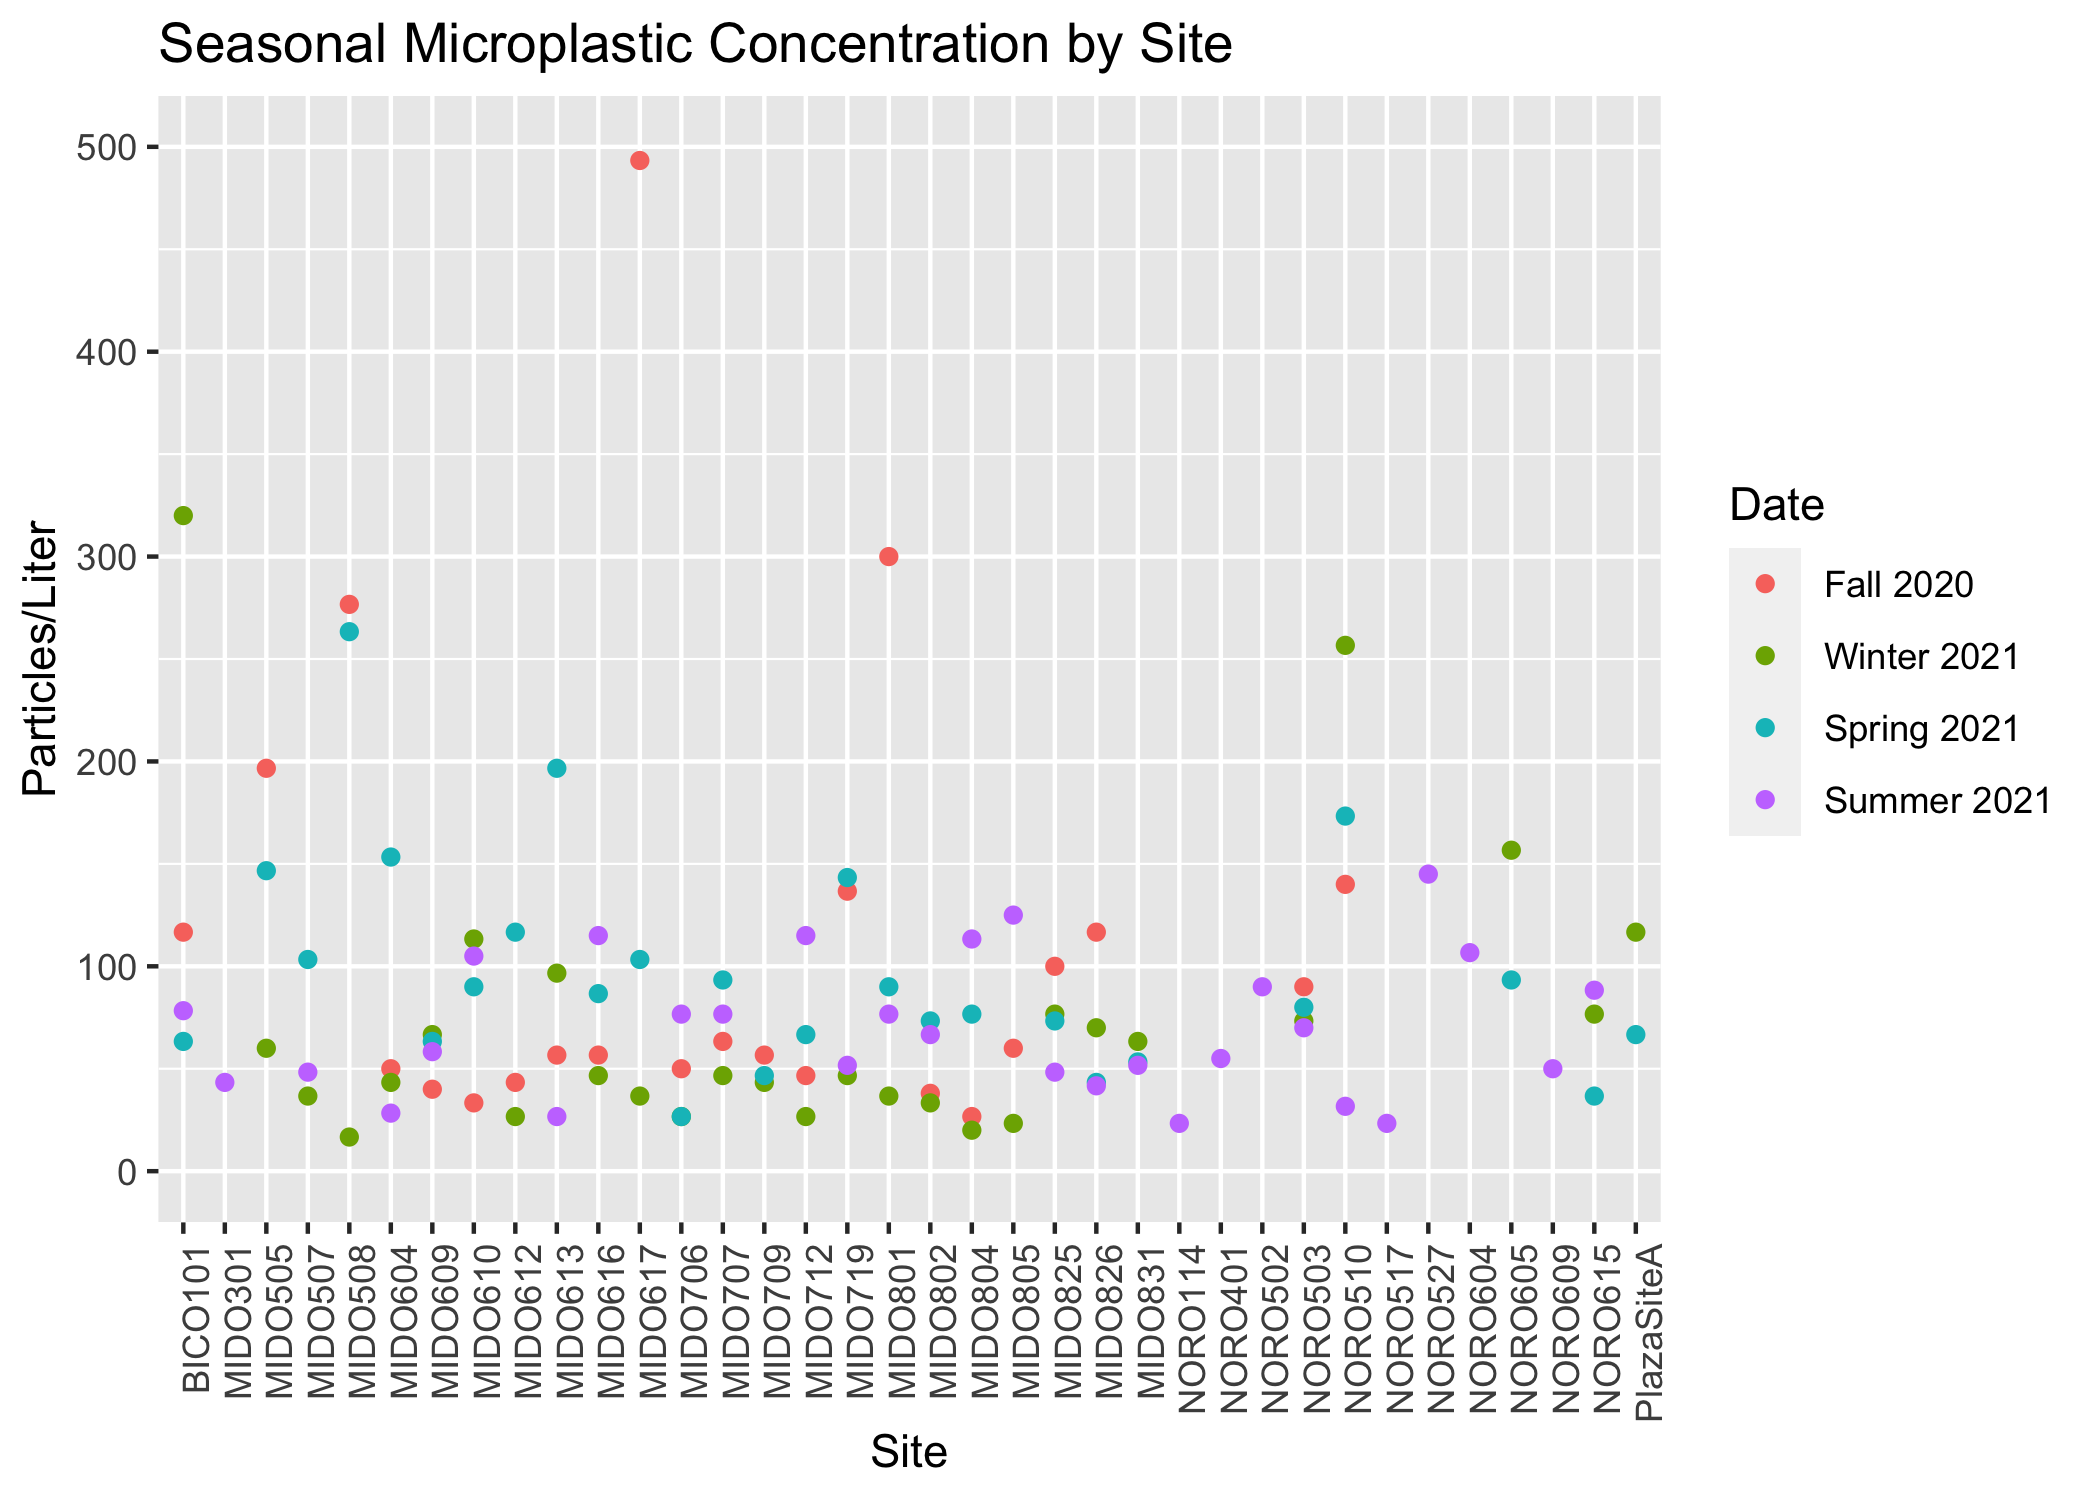 Seasonal Microplastic Concentration by Site
Particles/Liter
500
400
300
200
100
0
BICO101
MIDO301
MIDO505
MIDO507
MIDO508
MIDO604
MIDO609
MIDO610
MIDO612
MIDO613
MIDO616
MIDO617
MIDO706
MIDO707
MIDO709
MIDO712
MIDO719
MIDO801
MIDO802
MIDO804
MIDO805
MIDO825
MIDO826
MIDO831
NORO114
NORO401
NORO502
NORO503
NORO510
NORO517
NORO527
NORO604
NORO605
NORO609
NORO615
PlazaSiteA
Site
Date
Fall 2020
Winter 2021
Spring 2021
Summer 2021